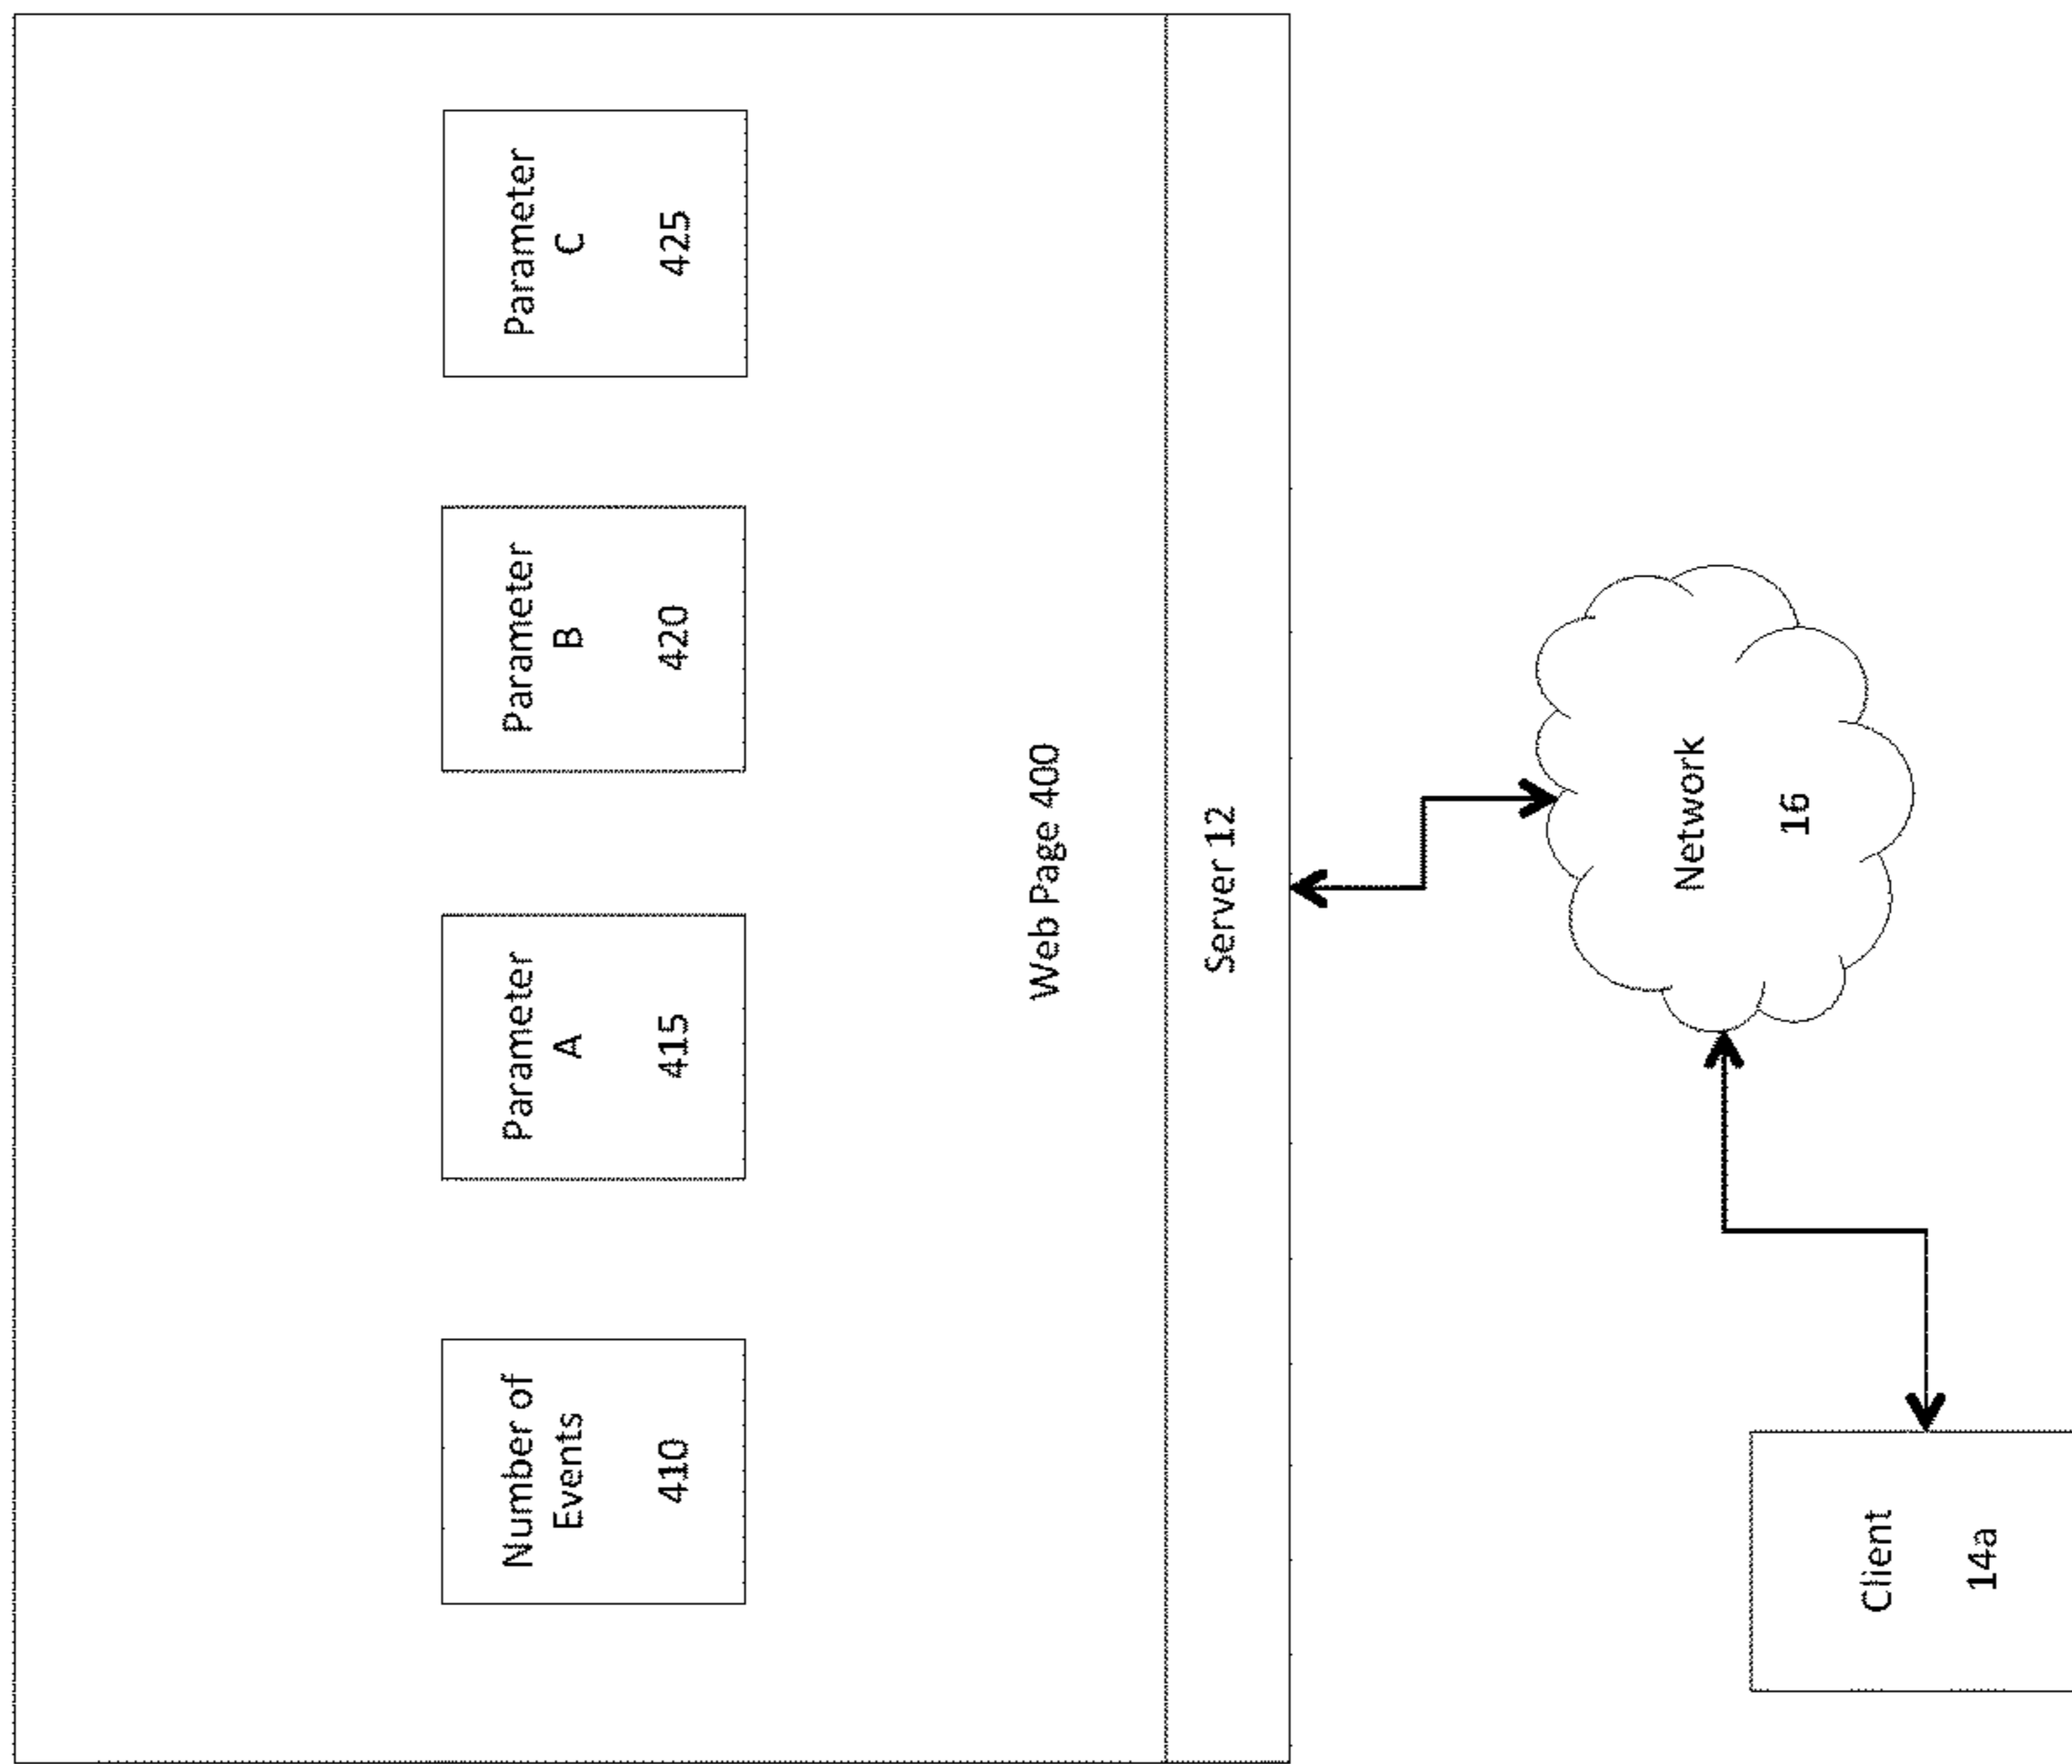 Number of
Events
410
Parameter
A
415
Parameter
B
420
Parameter
C
425
Web Page 400
Server 12
Network
16
Client
14a